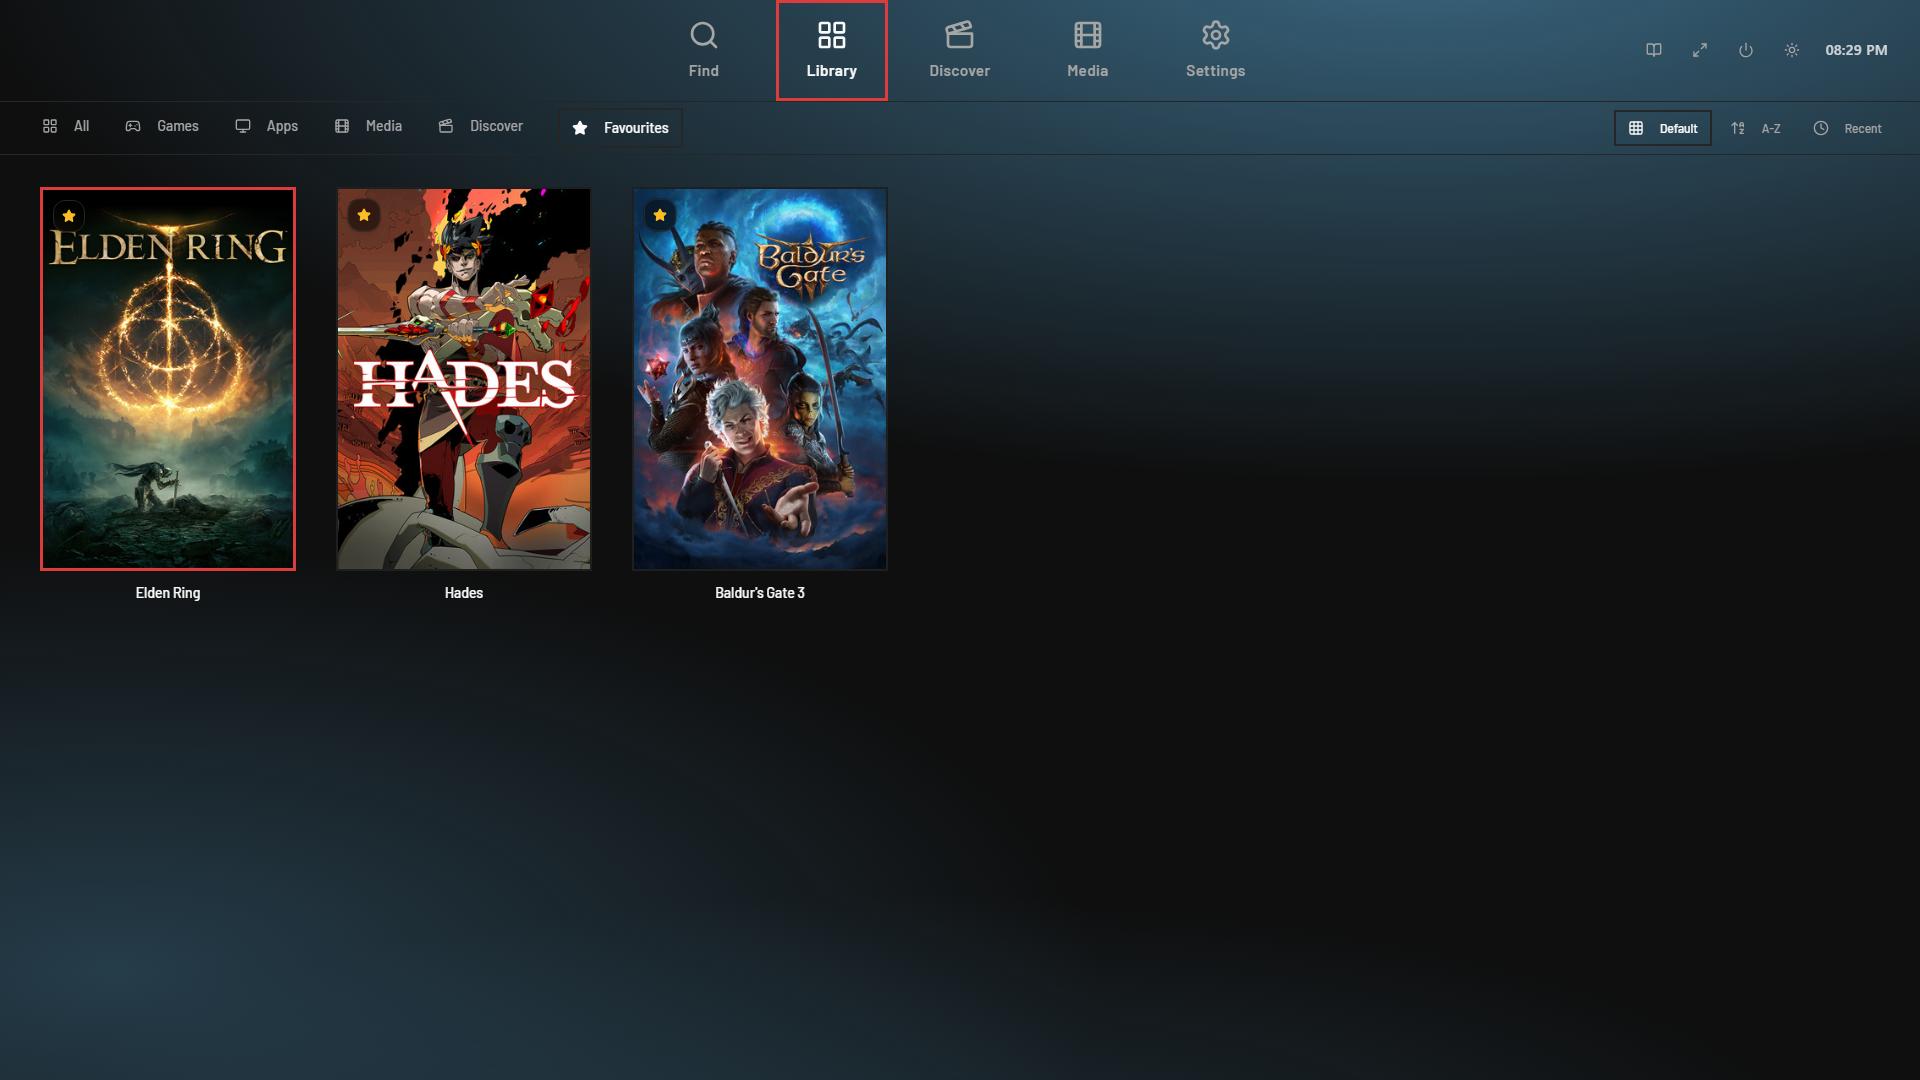 Find
Library
Discover
Media
Settings
08:29 PM
All
Games
Apps
Media
Discover
Favourites
Default
A-Z
Recent
ELDEN RING
HADES
Baldur's
Gate
III
Elden Ring
Hades
Baldur's Gate 3